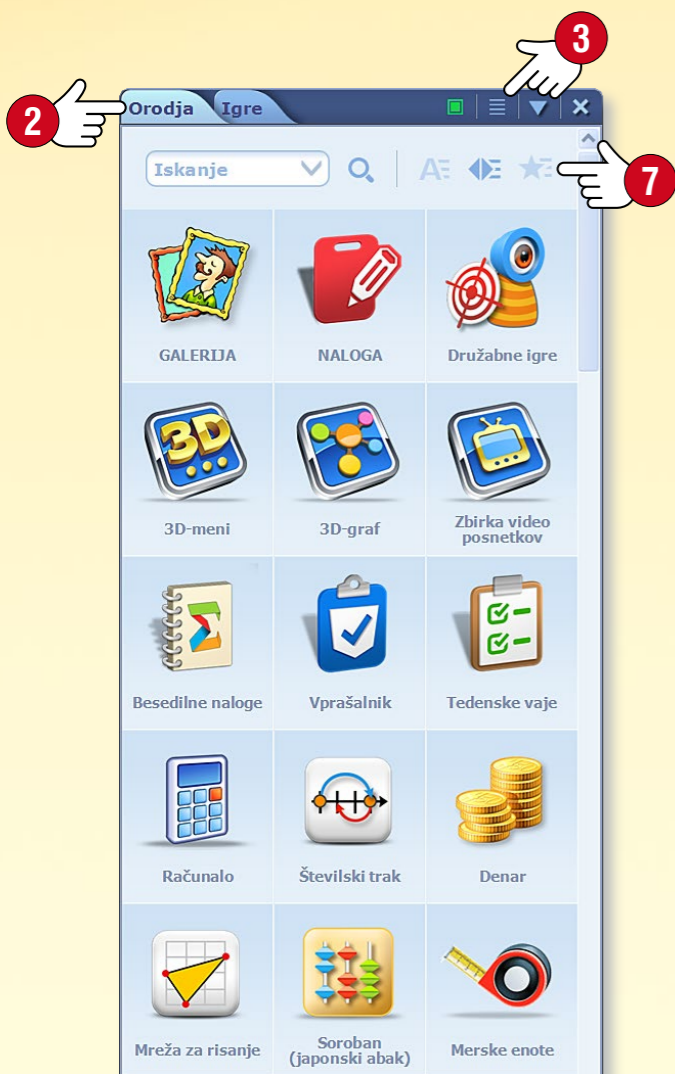 3
2
Orodja Igre
7
Iskanje
A
GALERIJA
NALOGA
Družabne igre
3D
3D-meni
3D-graf
Zbirka video
posnetkov
Σ
Besedilne naloge
Vprašalnik
Tedenske vaje
Računalo
Številski trak
Denar
Mreža za risanje
Soroban
(japonski abak)
Merske enote